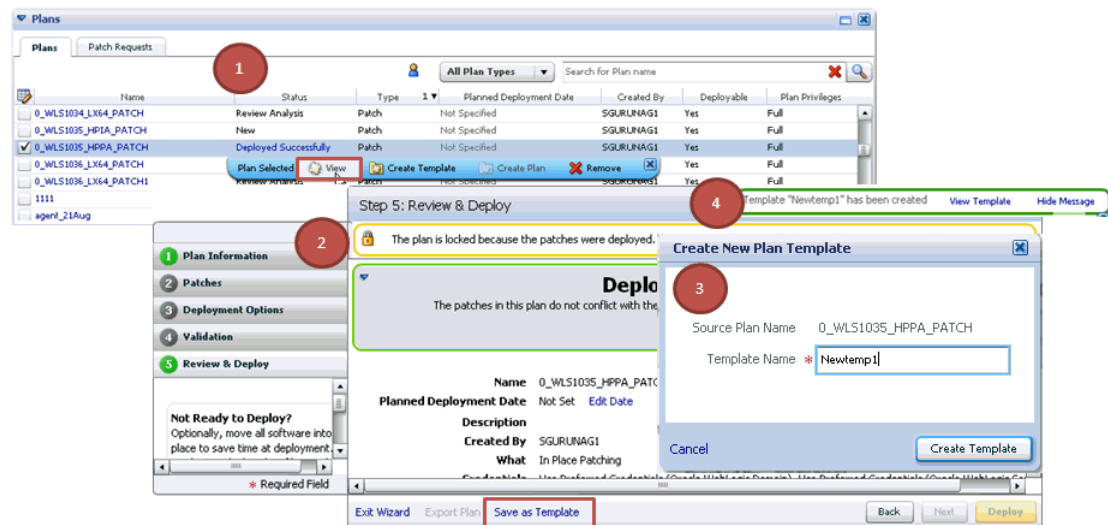 Plans
Plans Patch Requests
1
All Plan Types Search for Plan name
Name Status Type 1 Planned Deployment Date Created By Deployable Plan Privileges
0_WLS1034_LX64_PATCH Review Analysis Patch Not Specified SGURUNAG1 Yes Full
0_WLS1035_HPIA_PATCH New Patch Not Specified SGURUNAG1 Yes Full
0_WLS1035_HPPA_PATCH Deployed Successfully Patch Not Specified SGURUNAG1 Yes Full
0_WLS1036_LX64_PATCH Yes Full
Plan Selected View Create Template Create Plan Remove
0_WLS1036_LX64_PATCH1 Review Analysis Not Specified SGURUNAG1 Yes Full
1111
agent_21Aug
Step 5: Review & Deploy
4
Template "Newtemp1" has been created View Template Hide Message
2
The plan is locked because the patches were deployed.
1 Plan Information
2 Patches
3 Deployment Options
4 Validation
5 Review & Deploy
Not Ready to Deploy?
Optionally, move all software into
place to save time at deployment.
* Required Field
Deplo
The patches in this plan do not conflict with the
Name 0_WLS1035_HPPA_PATC
Planned Deployment Date Not Set Edit Date
Description
Created By SGURUNAG1
What In Place Patching
Create New Plan Template
3
Source Plan Name 0_WLS1035_HPPA_PATCH
Template Name * Newtemp1
Cancel Create Template
Exit Wizard Export Plan Save as Template Back Next Deploy